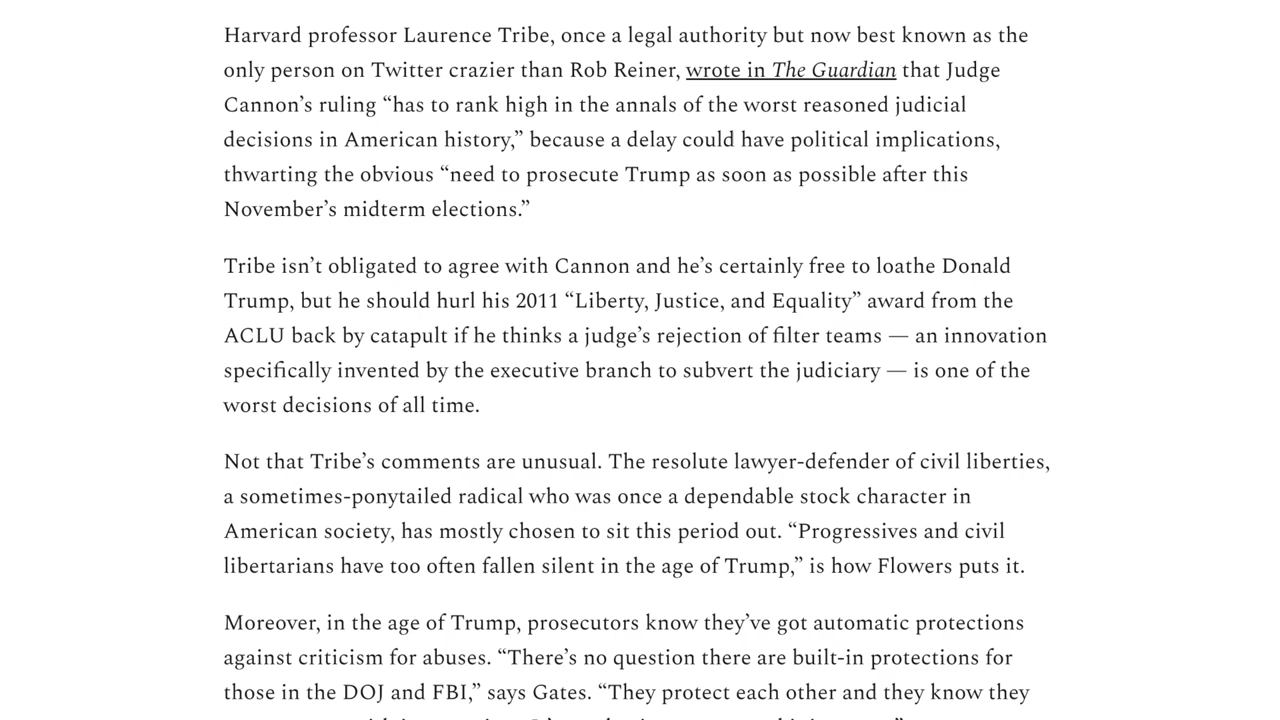 Harvard professor Laurence Tribe, once a legal authority but now best known as the
only person on Twitter crazier than Rob Reiner, wrote in The Guardian that Judge
Cannon’s ruling “has to rank high in the annals of the worst reasoned judicial
decisions in American history,” because a delay could have political implications,
thwarting the obvious “need to prosecute Trump as soon as possible after this
November’s midterm elections.”
Tribe isn’t obligated to agree with Cannon and he’s certainly free to loathe Donald
Trump, but he should hurl his 2011 “Liberty, Justice, and Equality” award from the
ACLU back by catapult if he thinks a judge’s rejection of filter teams — an innovation
specifically invented by the executive branch to subvert the judiciary — is one of the
worst decisions of all time.
Not that Tribe’s comments are unusual. The resolute lawyer-defender of civil liberties,
a sometimes-ponytailed radical who was once a dependable stock character in
American society, has mostly chosen to sit this period out. “Progressives and civil
libertarians have too often fallen silent in the age of Trump,” is how Flowers puts it.
Moreover, in the age of Trump, prosecutors know they’ve got automatic protections
against criticism for abuses. “There’s no question there are built-in protections for
those in the DOJ and FBI,” says Gates. “They protect each other and they know they